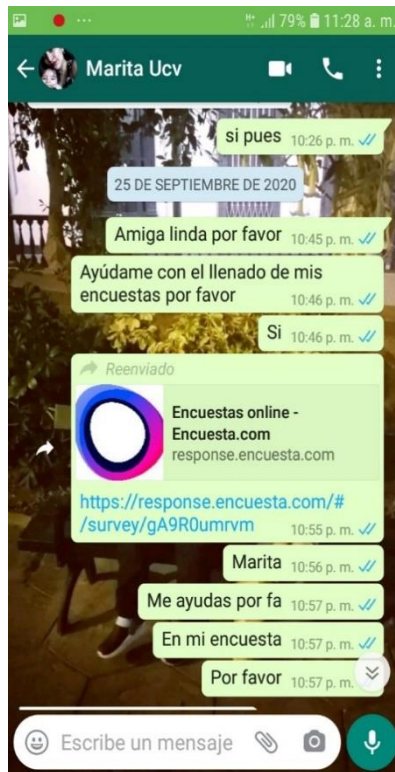 79% 11:28 a. m.
Marita Ucv
si pues 10:26 p. m.
25 DE SEPTIEMBRE DE 2020
Amiga linda por favor 10:45 p. m.
Ayúdame con el llenado de mis
encuestas por favor 10:46 p. m.
Si 10:46 p. m.
Reenviado
Encuestas online -
Encuesta.com
response.encuesta.com
https://response.encuesta.com/#
/survey/gA9R0umrvm 10:55 p. m.
Marita 10:56 p. m.
Me ayudas por fa 10:57 p. m.
En mi encuesta 10:57 p. m.
Por favor 10:57 p. m.
Escribe un mensaje